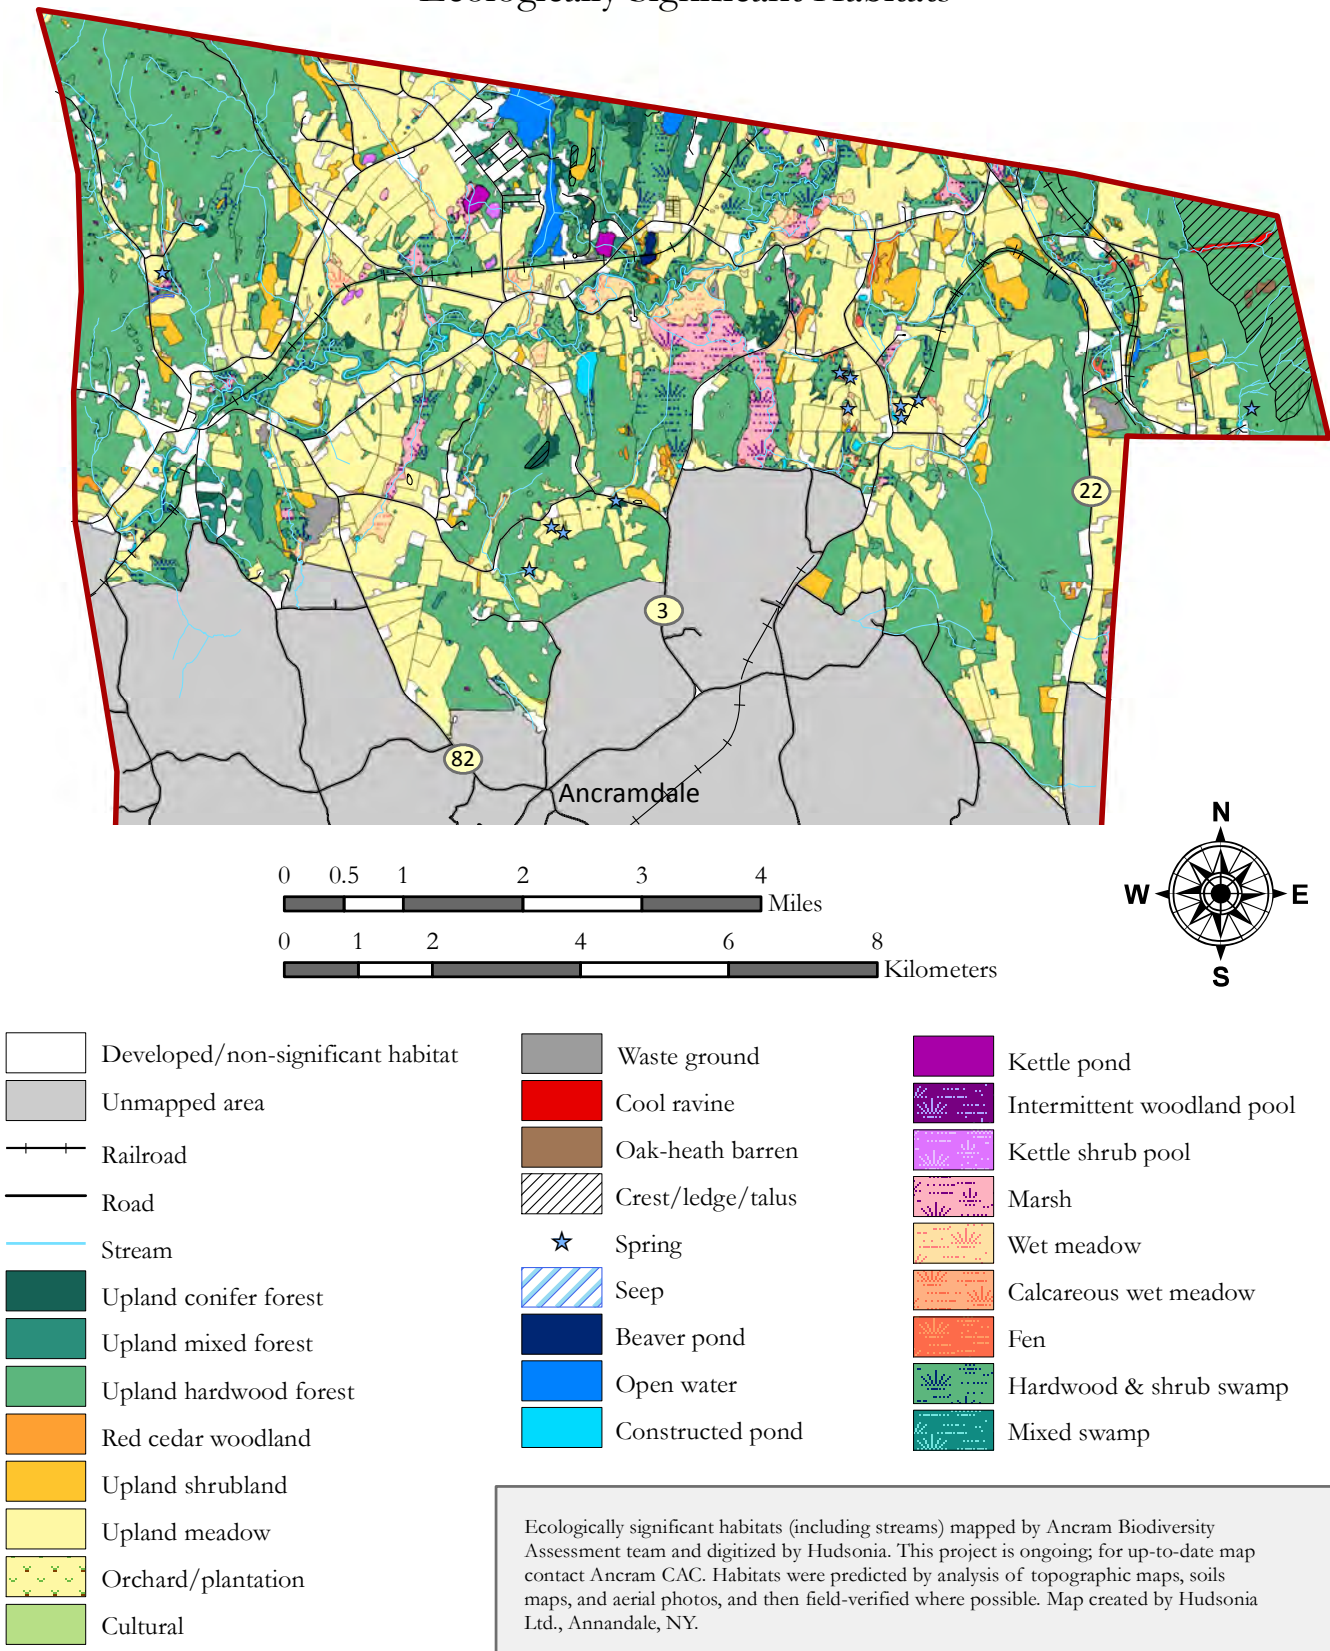 Ecologically Significant Habitats
22
3
82
Ancramdale
N
W
E
S
0 0.5 1 2 3 4
Miles
0 1 2 4 6 8
Kilometers
Developed/non-significant habitat
Unmapped area
Railroad
Road
Stream
Upland conifer forest
Upland mixed forest
Upland hardwood forest
Red cedar woodland
Upland shrubland
Upland meadow
Orchard/plantation
Cultural
Waste ground
Cool ravine
Oak-heath barren
Crest/ledge/talus
Spring
Seep
Beaver pond
Open water
Constructed pond
Kettle pond
Intermittent woodland pool
Kettle shrub pool
Marsh
Wet meadow
Calcareous wet meadow
Fen
Hardwood & shrub swamp
Mixed swamp
Ecologically significant habitats (including streams) mapped by Ancram Biodiversity
Assessment team and digitized by Hudsonia. This project is ongoing; for up-to-date map
contact Ancram CAC. Habitats were predicted by analysis of topographic maps, soils
maps, and aerial photos, and then field-verified where possible. Map created by Hudsonia
Ltd., Annandale, NY.